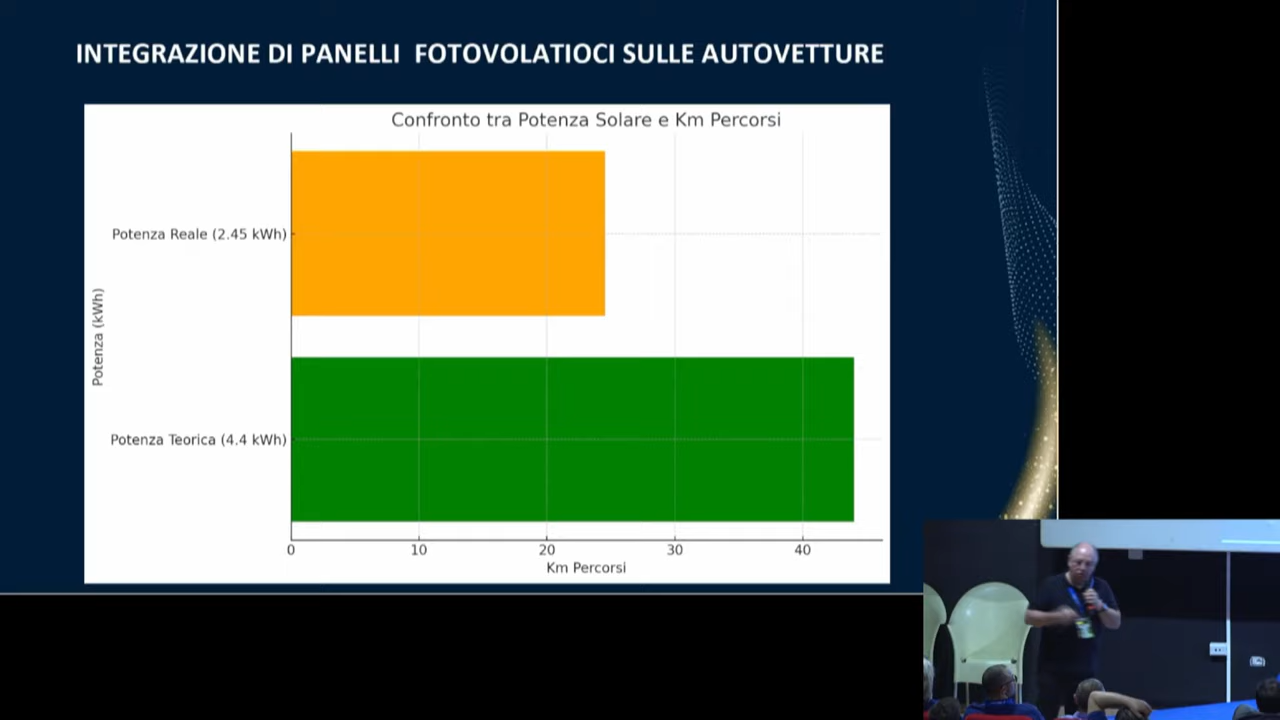 INTEGRAZIONE DI PANELLI FOTOVOLATIOCI SULLE AUTOVETTURE
Confronto tra Potenza Solare e Km Percorsi
Potenza (kWh)
Potenza Reale (2.45 kWh)
Potenza Teorica (4.4 kWh)
0 10 20 30 40
Km Percorsi